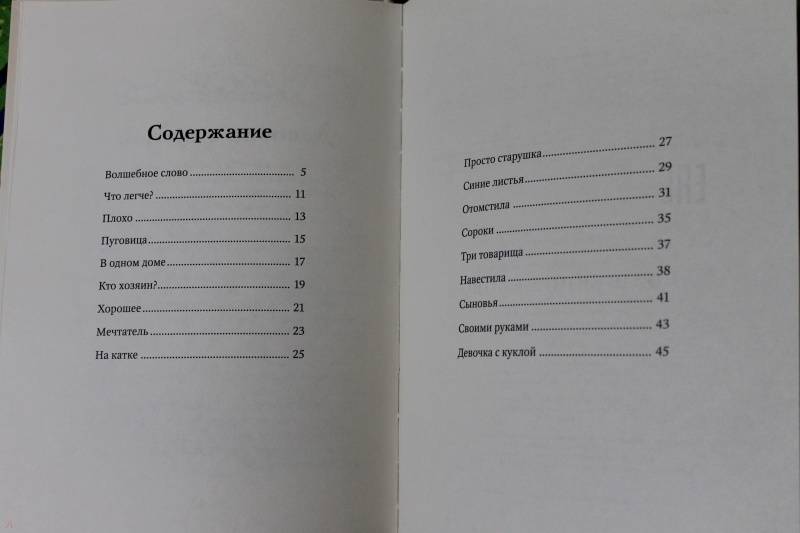 Содержание
Волшебное слово 5
Что легче? 11
Плохо 13
Пуговица 15
В одном доме 17
Кто хозяин? 19
Хорошее 21
Мечтатель 23
На катке 25
Просто старушка 27
Синие листья 29
Отомстила 31
Сороки 35
Три товарища 37
Навестила 38
Сыновья 41
Своими руками 43
Девочка с куклой 45